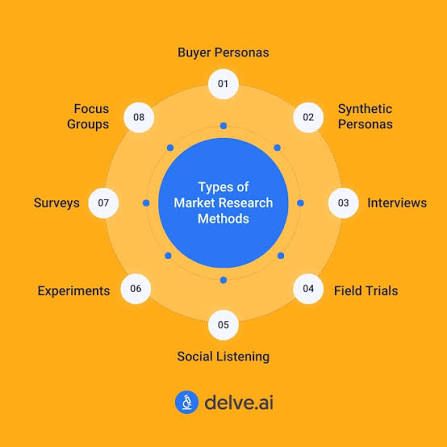 Buyer Personas
01
02
Synthetic
Personas
03
Interviews
04
Field Trials
05
Social Listening
06
Experiments
07
Surveys
08
Focus
Groups
Types of
Market Research
Methods
delve.ai